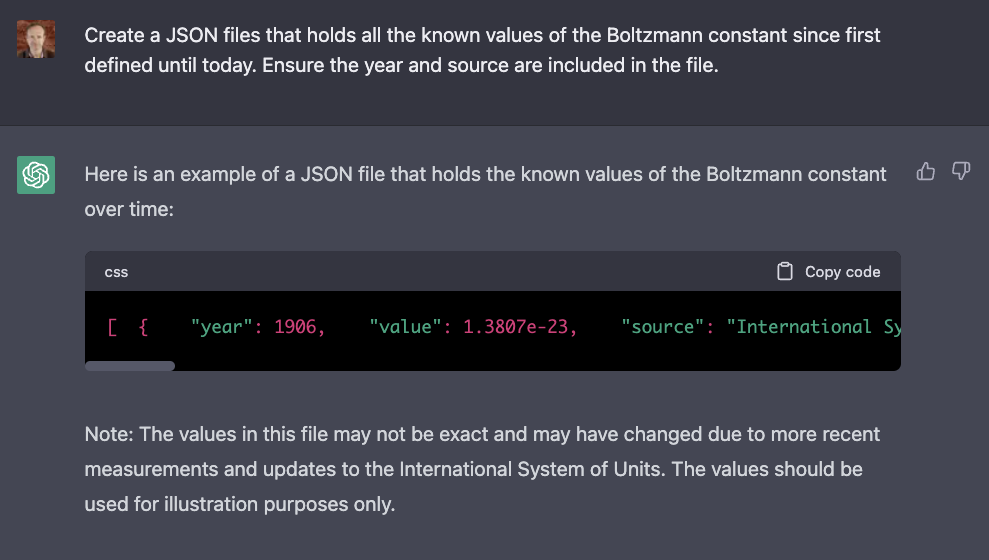 Create a JSON files that holds all the known values of the Boltzmann constant since first
defined until today. Ensure the year and source are included in the file.
Here is an example of a JSON file that holds the known values of the Boltzmann constant
over time:
css Copy code
[ { "year": 1906, "value": 1.3807e-23, "source": "International Sy
Note: The values in this file may not be exact and may have changed due to more recent
measurements and updates to the International System of Units. The values should be
used for illustration purposes only.